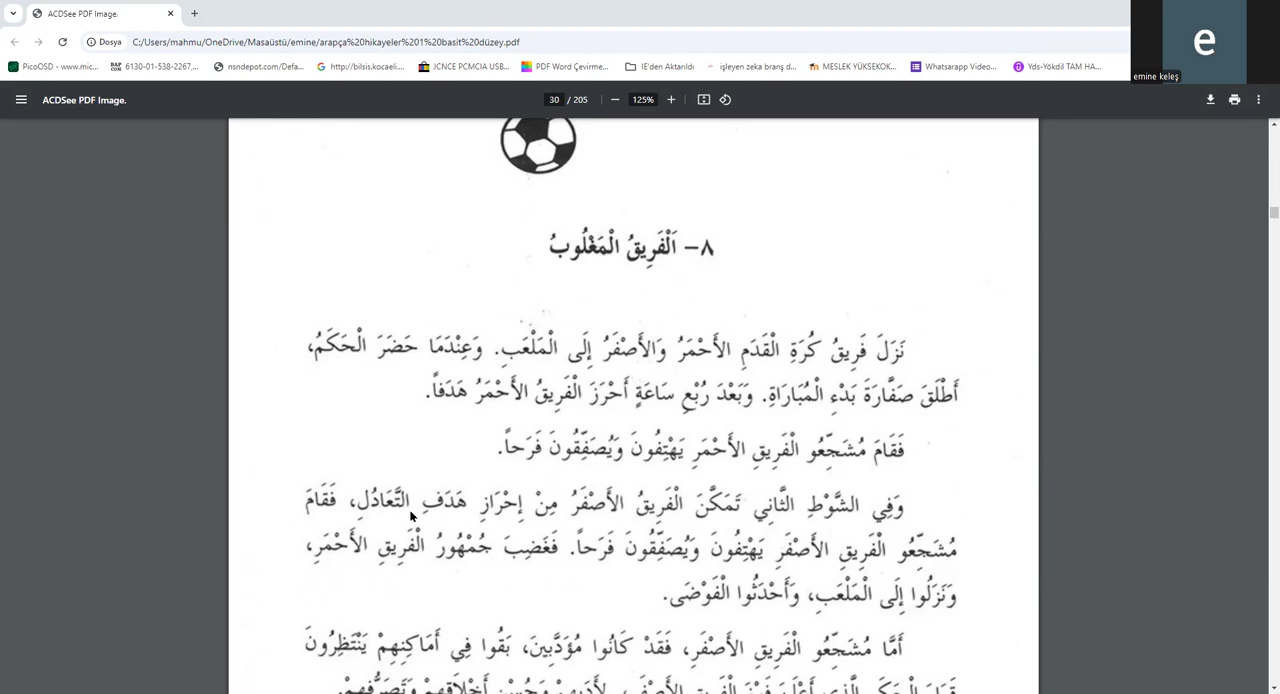 ACDSee PDF Image.
Dosya
C:/Users/mahmu/OneDrive/Masaüstü/emine/arapça%20hikayeler%201%20basit%20düzey.pdf
PicoOSD - www.mic...
6130-01-538-2267,...
nsndepot.com/Defa...
http://bilsis.kocaeli...
JCNCE PCMCIA USB...
PDF Word Çevirme...
IE'den Aktarıldı
işleyen zeka branş d...
MESLEK YÜKSEKOK...
Whatsarapp Video...
Yds-Yökdil TAM HA...
e
emine keleş
ACDSee PDF Image.
30 / 205
125%
٨- اَلْفَرِيقُ الْمَغْلُوبُ
نَزَلَ فَرِيقُ كُرَةِ الْقَدَمِ الأَحْمَرُ وَالأَصْفَرُ إِلَى الْمَلْعَبِ. وَعِنْدَمَا حَضَرَ الْحَكَمُ،
أَطْلَقَ صَفَّارَةَ بَدْءِ الْمُبَارَاةِ. وَبَعْدَ رُبْعِ سَاعَةٍ أَحْرَزَ الْفَرِيقُ الأَحْمَرُ هَدَفاً.
فَقَامَ مُشَجِّعُو الْفَرِيقِ الأَحْمَرِ يَهْتِفُونَ وَيُصَفِّقُونَ فَرَحاً.
وَفِي الشَّوْطِ الثَّانِي تَمَكَّنَ الْفَرِيقُ الأَصْفَرُ مِنْ إِحْرَازِ هَدَفِ التَّعَادُلِ، فَقَامَ
مُشَجِّعُو الْفَرِيقِ الأَصْفَرِ يَهْتِفُونَ وَيُصَفِّقُونَ فَرَحاً. فَغَضِبَ جُمْهُورُ الْفَرِيقِ الأَحْمَرِ،
وَنَزَلُوا إِلَى الْمَلْعَبِ، وَأَحْدَثُوا الْفَوْضَى.
أَمَّا مُشَجِّعُو الْفَرِيقِ الأَصْفَرِ، فَقَدْ كَانُوا مُؤَدَّبِينَ، بَقُوا فِي أَمَاكِنِهِمْ يَنْتَظِرُونَ
الْفَرِيقِ الأَصْفَرِ، لِأَدَبِهِمْ وَحُسْنِ أَخْلَاقِهِمْ وَتَصَرُّفِهِمْ.